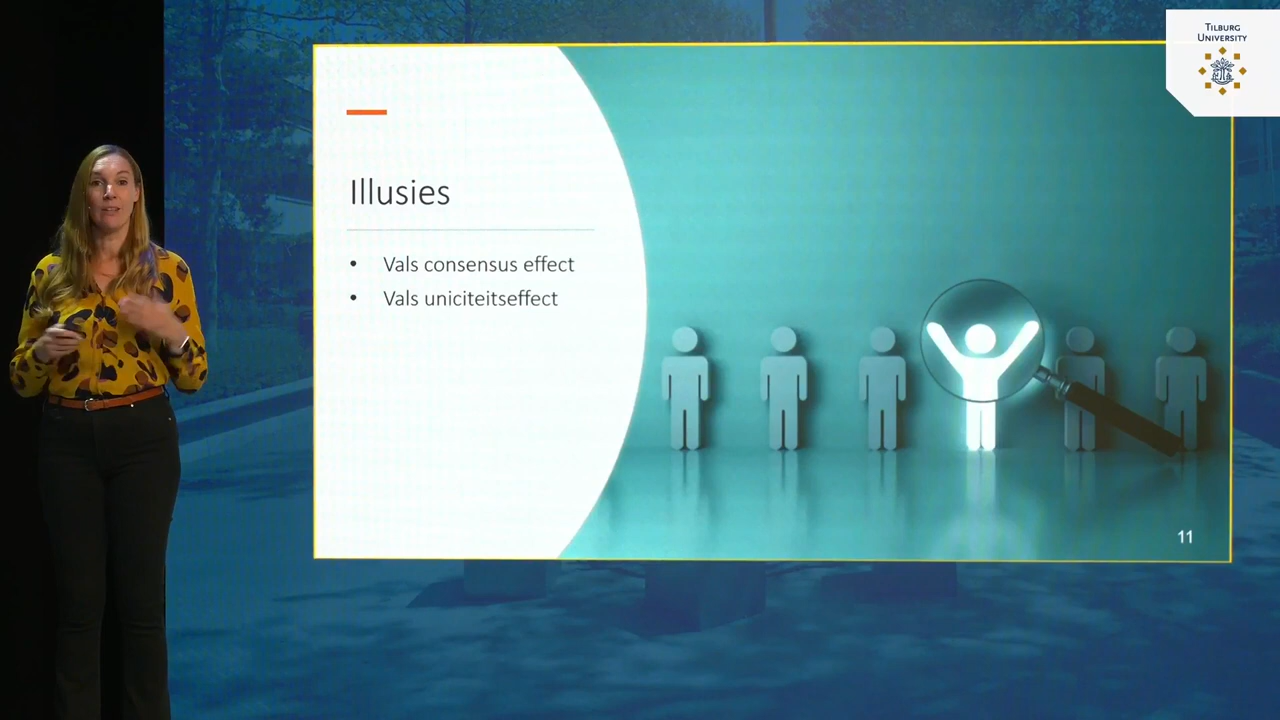 TILBURG
UNIVERSITY
Illusies
• Vals consensus effect
• Vals uniciteitseffect
11